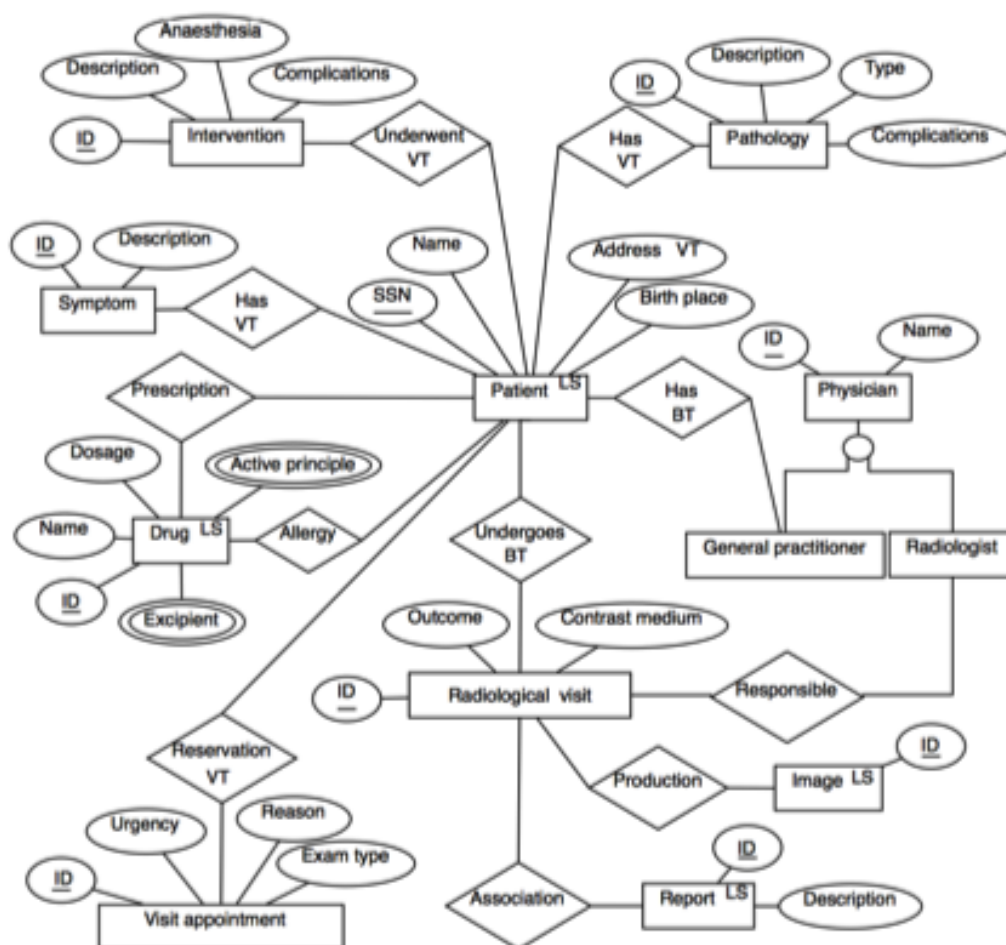 Anaesthesia
Description
Complications
ID
Intervention
Underwent
VT
Description
ID
Type
Has
VT
Pathology
Complications
ID
Description
Symptom
Has
VT
Name
SSN
Address VT
Birth place
ID
Name
Physician
Prescription
Patient LS
Has
BT
Dosage
Active principle
Name
Drug LS
Allergy
ID
Excipient
Undergoes
BT
General practitioner
Radiologist
Outcome
Contrast medium
ID
Radiological visit
Responsible
Reservation
VT
Production
ID
Image LS
Urgency
Reason
Exam type
ID
Visit appointment
Association
ID
Report LS
Description